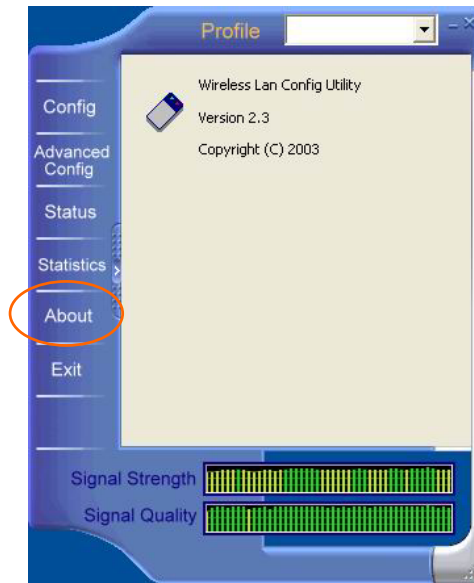 Profile
Config
Advanced
Config
Status
Statistics
About
Exit
Wireless Lan Config Utility
Version 2.3
Copyright (C) 2003
Signal Strength
Signal Quality